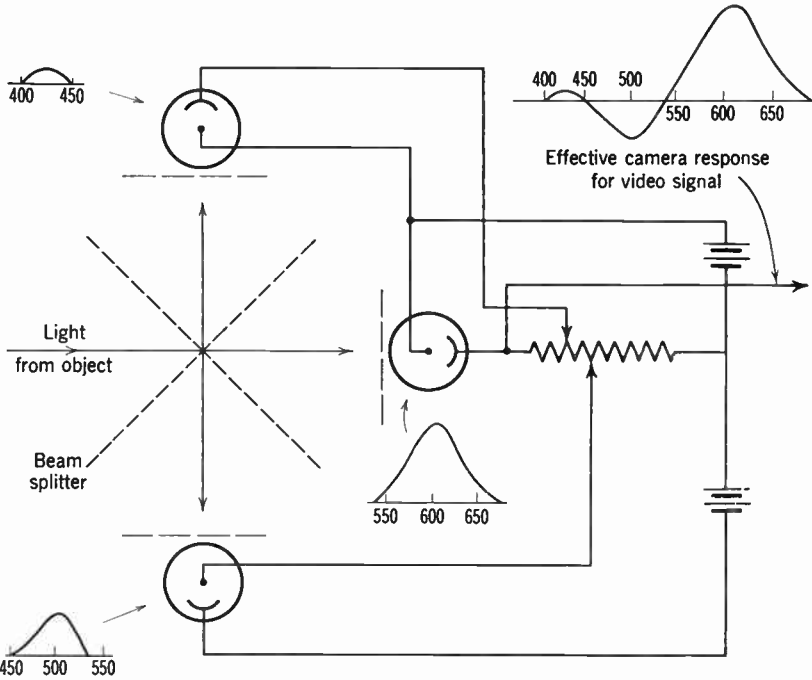 400 450
400 450 500
550 600 650
Effective camera response
for video signal
Light
from object
Beam
splitter
550 600 650
450 500 550